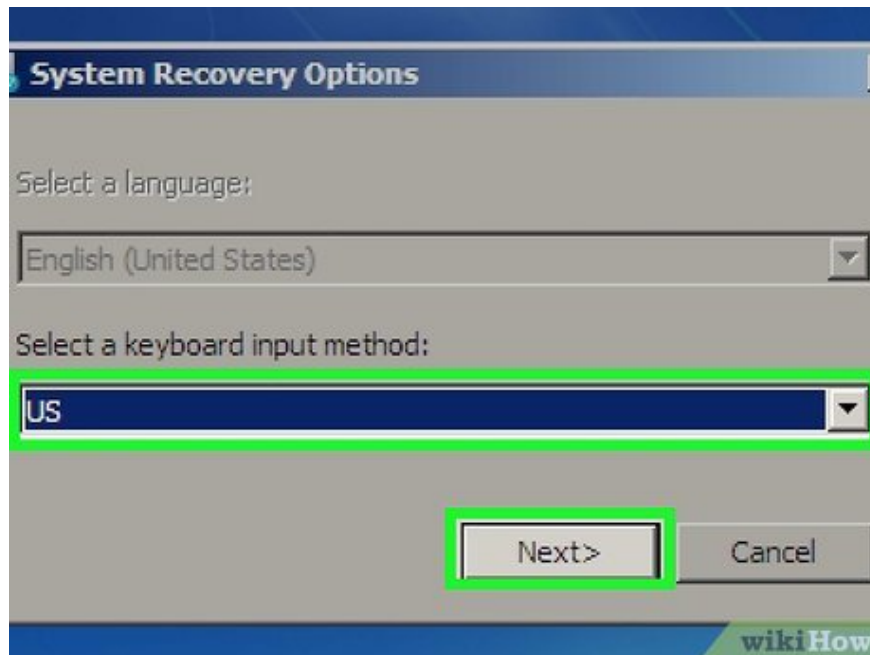 System Recovery Options
Select a language:
English (United States)
Select a keyboard input method:
US
Next>
Cancel
wikiHow